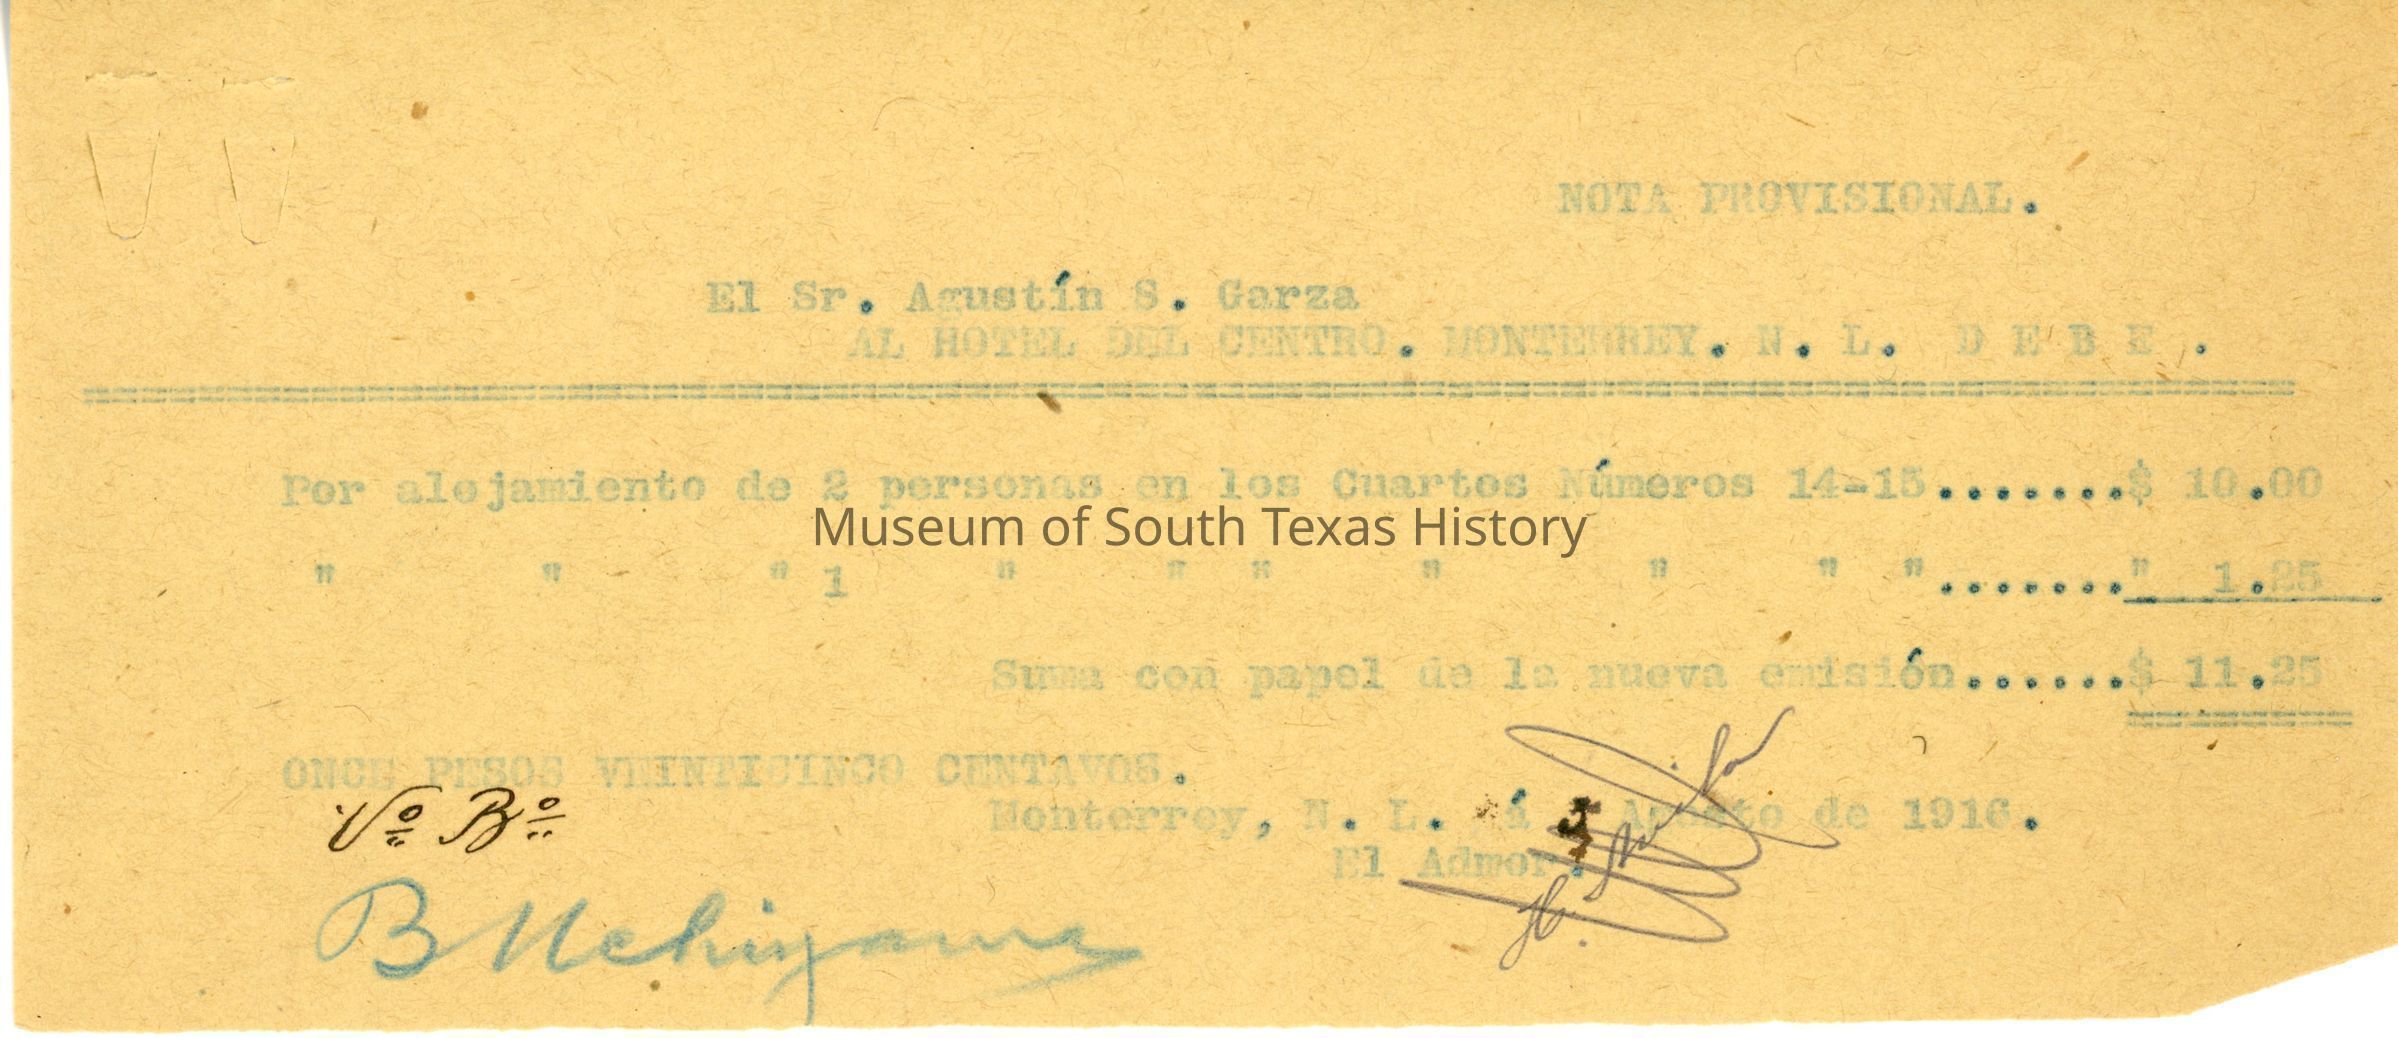 NOTA PROVISIONAL.
El Sr. Agustín S. Garza
AL HOTEL DEL CENTRO. MONTERREY. N. L. D E B E .
Por alojamiento de 2 personas en los Cuartos Números 14-15.......$ 10.00
Museum of South Texas History
" " " 1 " " " " " " "......." 1.25
Suma con papel de la nueva emisión......$ 11.25
ONCE PESOS VEINTICINCO CENTAVOS.
Vo Bo
Monterrey, N. L. á 5 Agosto de 1916.
El Admor.
B Uchiyama